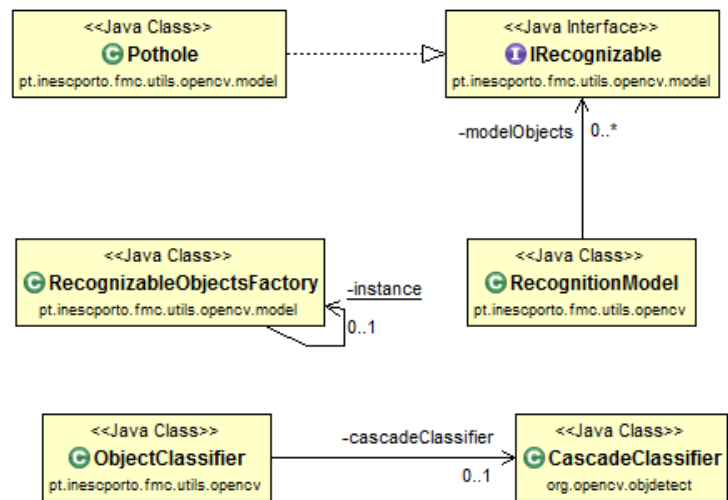 <<Java Class>>
C Pothole
pt.inescporto.fmc.utils.opencv.model
<<Java Interface>>
I IRecognizable
pt.inescporto.fmc.utils.opencv.model
-modelObjects 0..*
<<Java Class>>
C RecognizableObjectsFactory
pt.inescporto.fmc.utils.opencv.model
-instance
0..1
<<Java Class>>
C RecognitionModel
pt.inescporto.fmc.utils.opencv
<<Java Class>>
C ObjectClassifier
pt.inescporto.fmc.utils.opencv
-cascadeClassifier
0..1
<<Java Class>>
C CascadeClassifier
org.opencv.objdetect